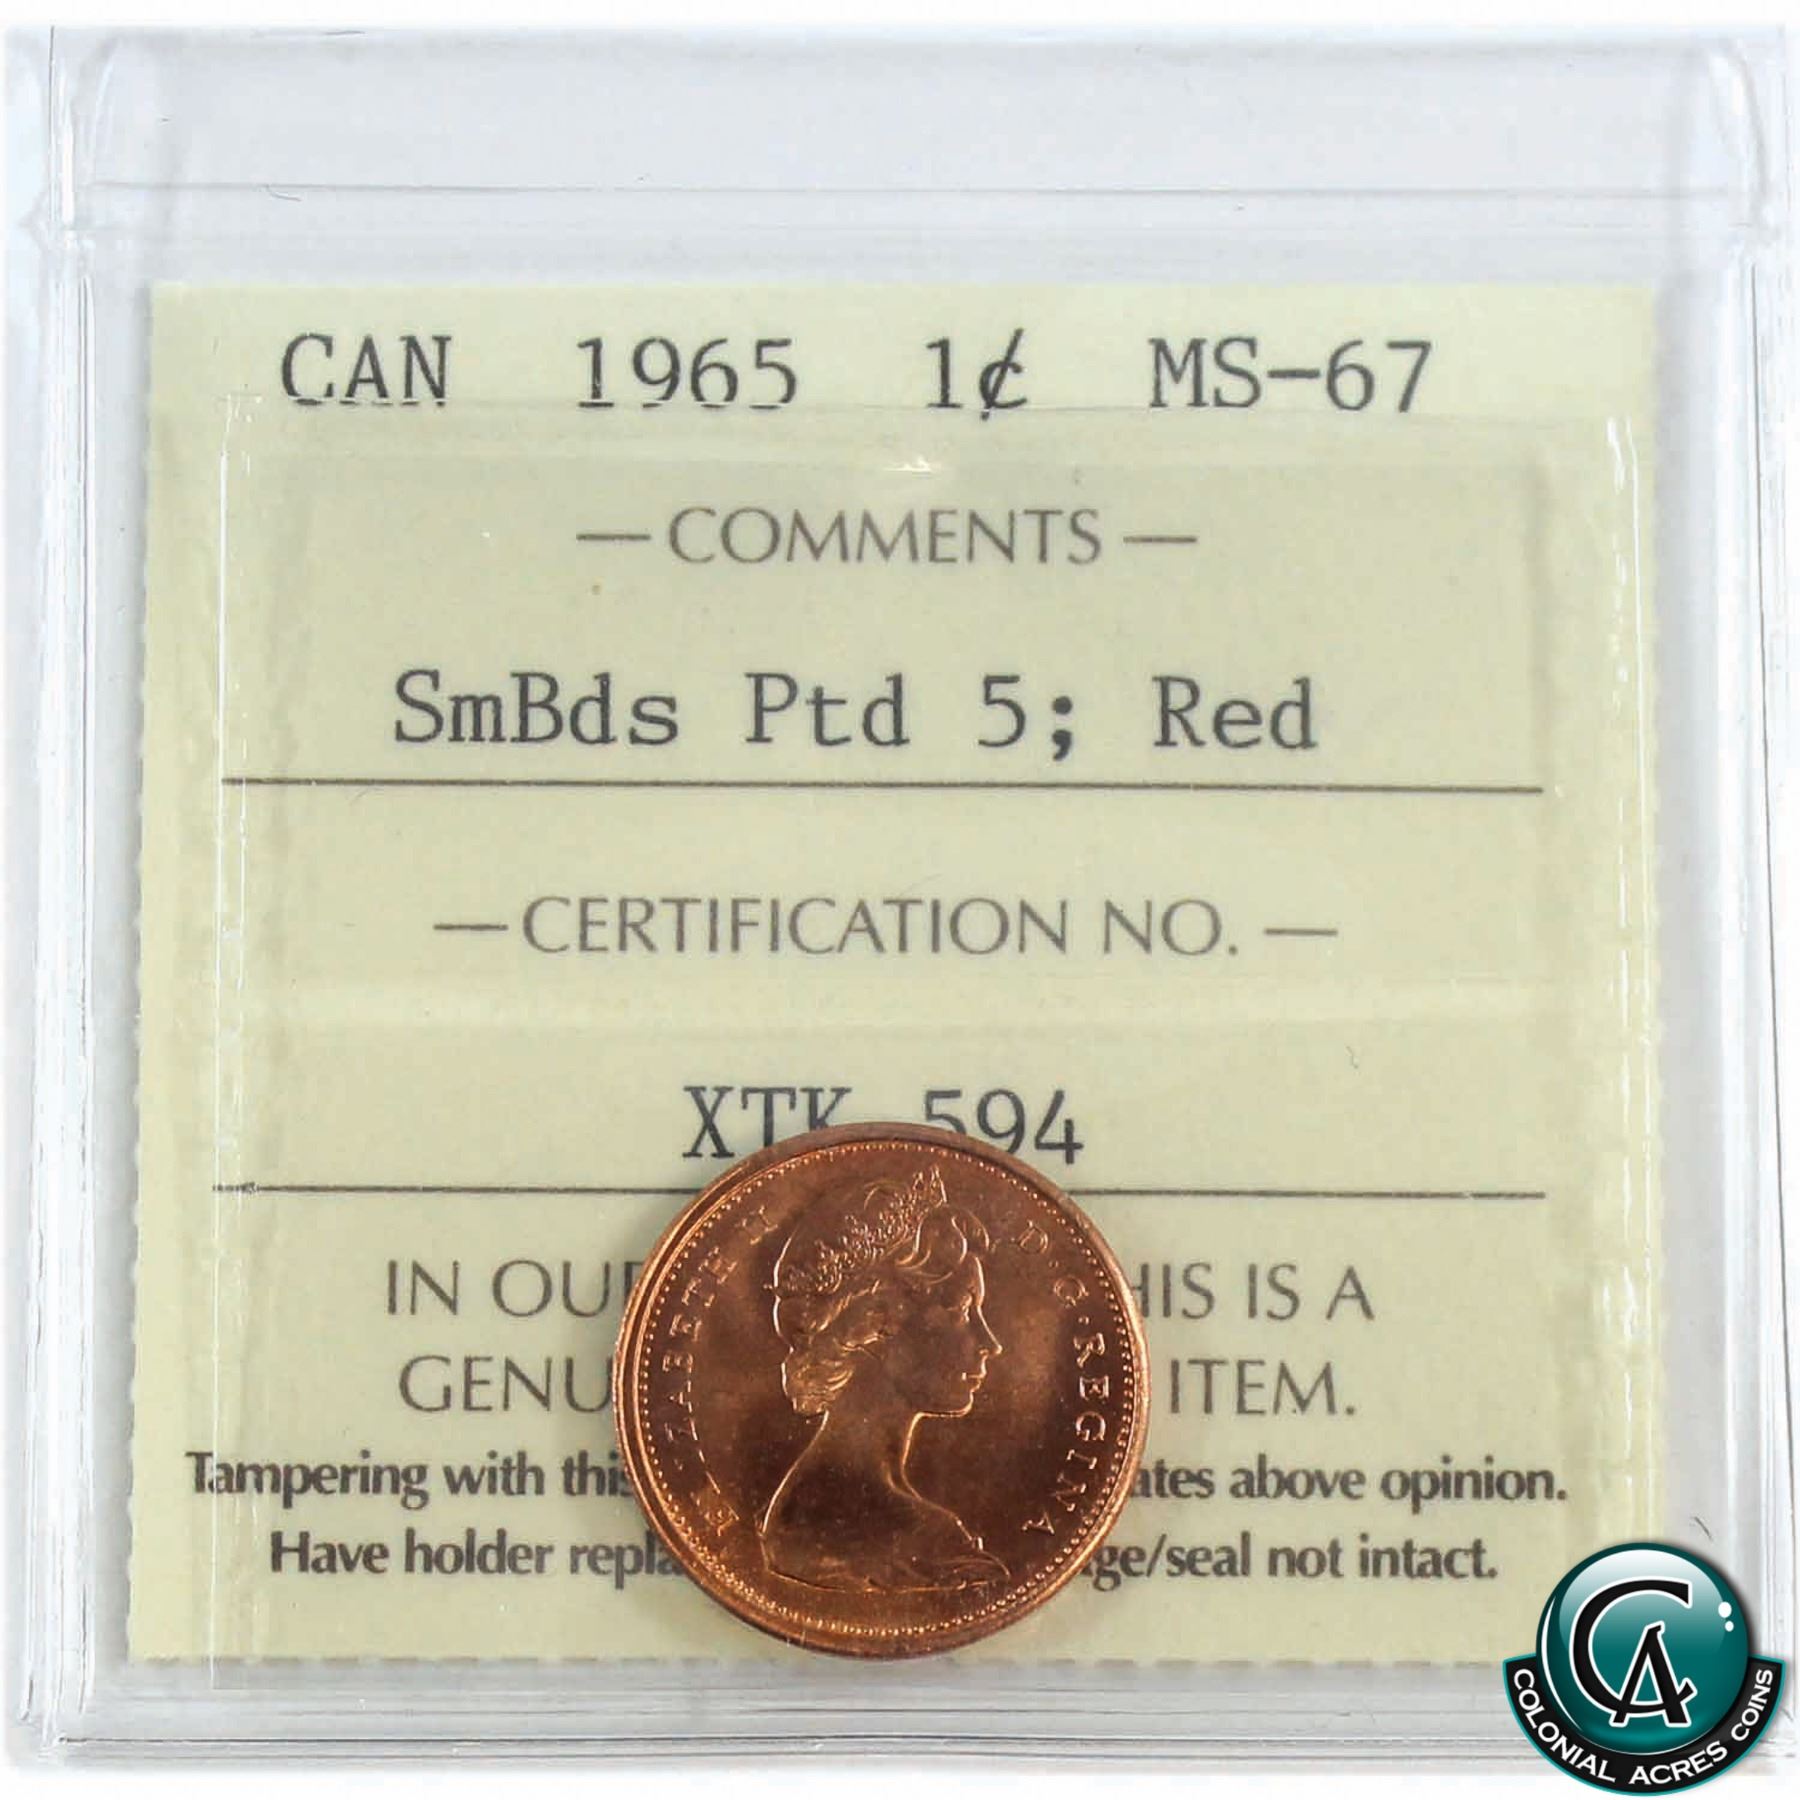 CAN 1965 1¢ MS-67
— COMMENTS —
SmBds Ptd 5; Red
— CERTIFICATION NO. —
XTK 594
IN OU HIS IS A
GENU ITEM.
Tampering with this ates above opinion.
Have holder repla ge/seal not intact.
ELIZABETH II D·G·REGINA
CA
COLONIAL ACRES COINS